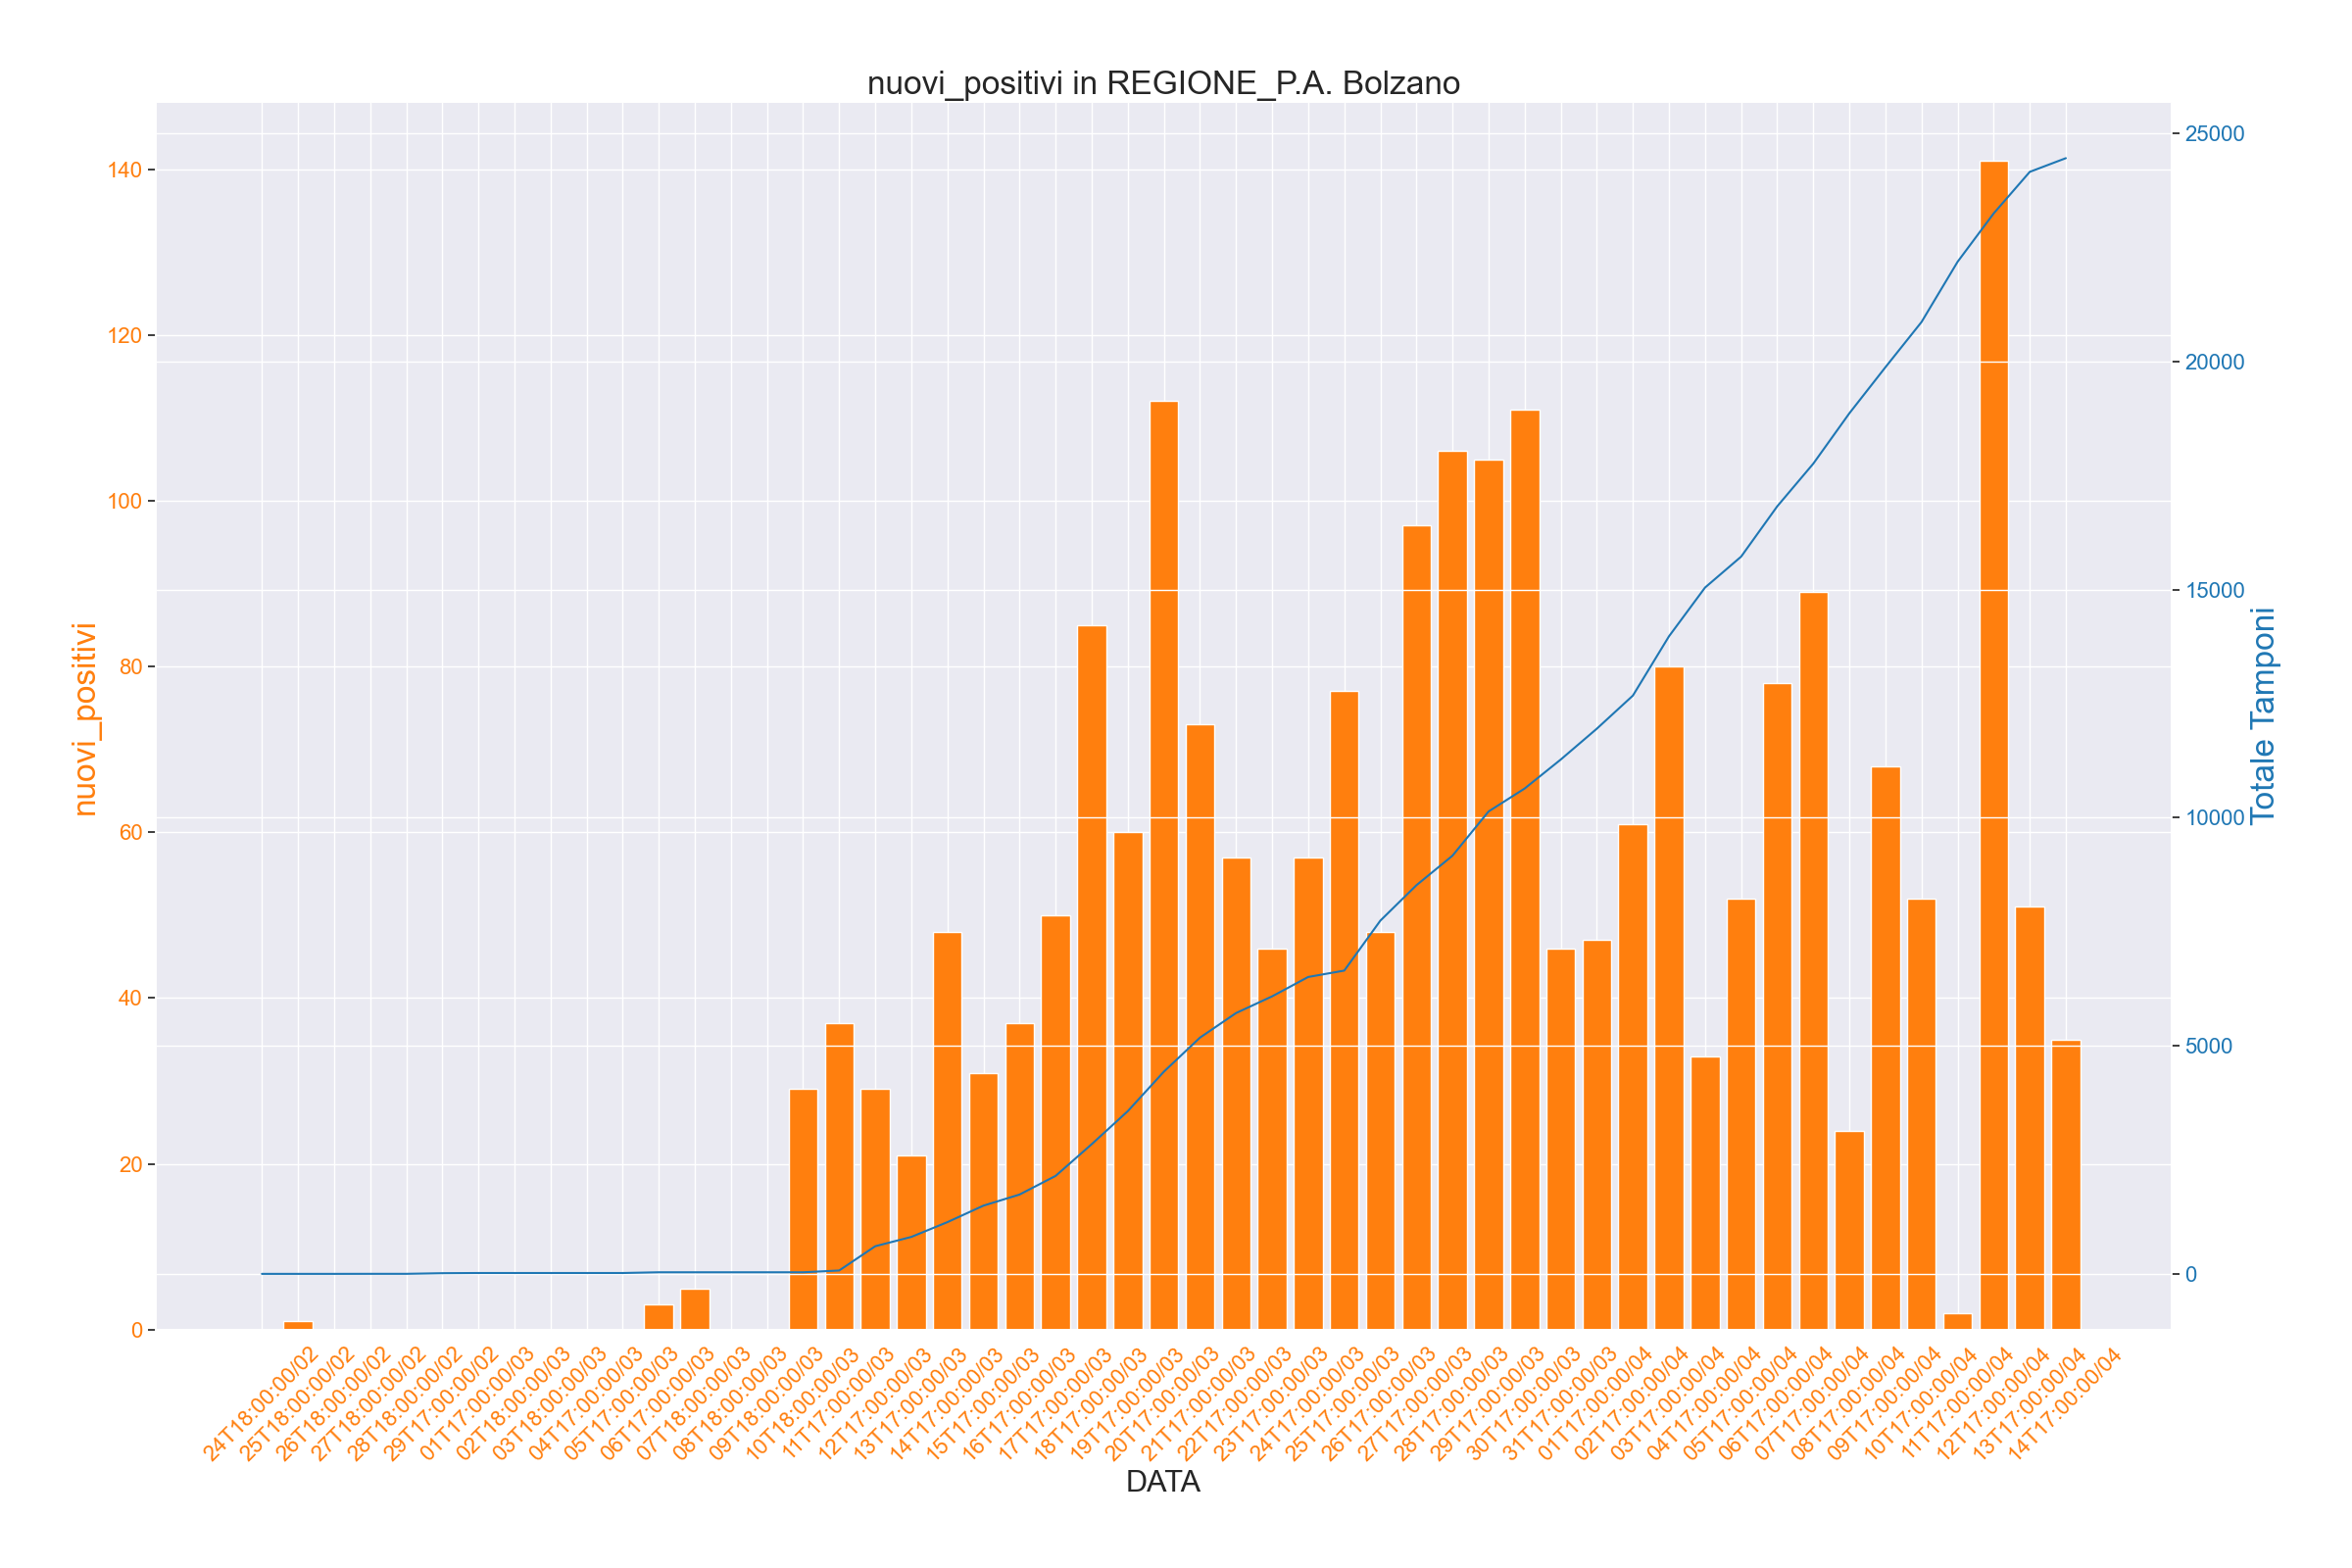 nuovi_positivi in REGIONE_P.A. Bolzano
140
120
100
80
60
40
20
0
nuovi_positivi
25000
20000
15000
10000
5000
0
Totale Tamponi
24T18:00:00/02
25T18:00:00/02
26T18:00:00/02
27T18:00:00/02
28T18:00:00/02
29T17:00:00/02
01T17:00:00/03
02T18:00:00/03
03T18:00:00/03
04T17:00:00/03
05T17:00:00/03
06T17:00:00/03
07T18:00:00/03
08T18:00:00/03
09T18:00:00/03
10T18:00:00/03
11T17:00:00/03
12T17:00:00/03
13T17:00:00/03
14T17:00:00/03
15T17:00:00/03
16T17:00:00/03
17T17:00:00/03
18T17:00:00/03
19T17:00:00/03
20T17:00:00/03
21T17:00:00/03
22T17:00:00/03
23T17:00:00/03
24T17:00:00/03
25T17:00:00/03
26T17:00:00/03
27T17:00:00/03
28T17:00:00/03
29T17:00:00/03
30T17:00:00/03
31T17:00:00/03
01T17:00:00/04
02T17:00:00/04
03T17:00:00/04
04T17:00:00/04
05T17:00:00/04
06T17:00:00/04
07T17:00:00/04
08T17:00:00/04
09T17:00:00/04
10T17:00:00/04
11T17:00:00/04
12T17:00:00/04
13T17:00:00/04
14T17:00:00/04
DATA